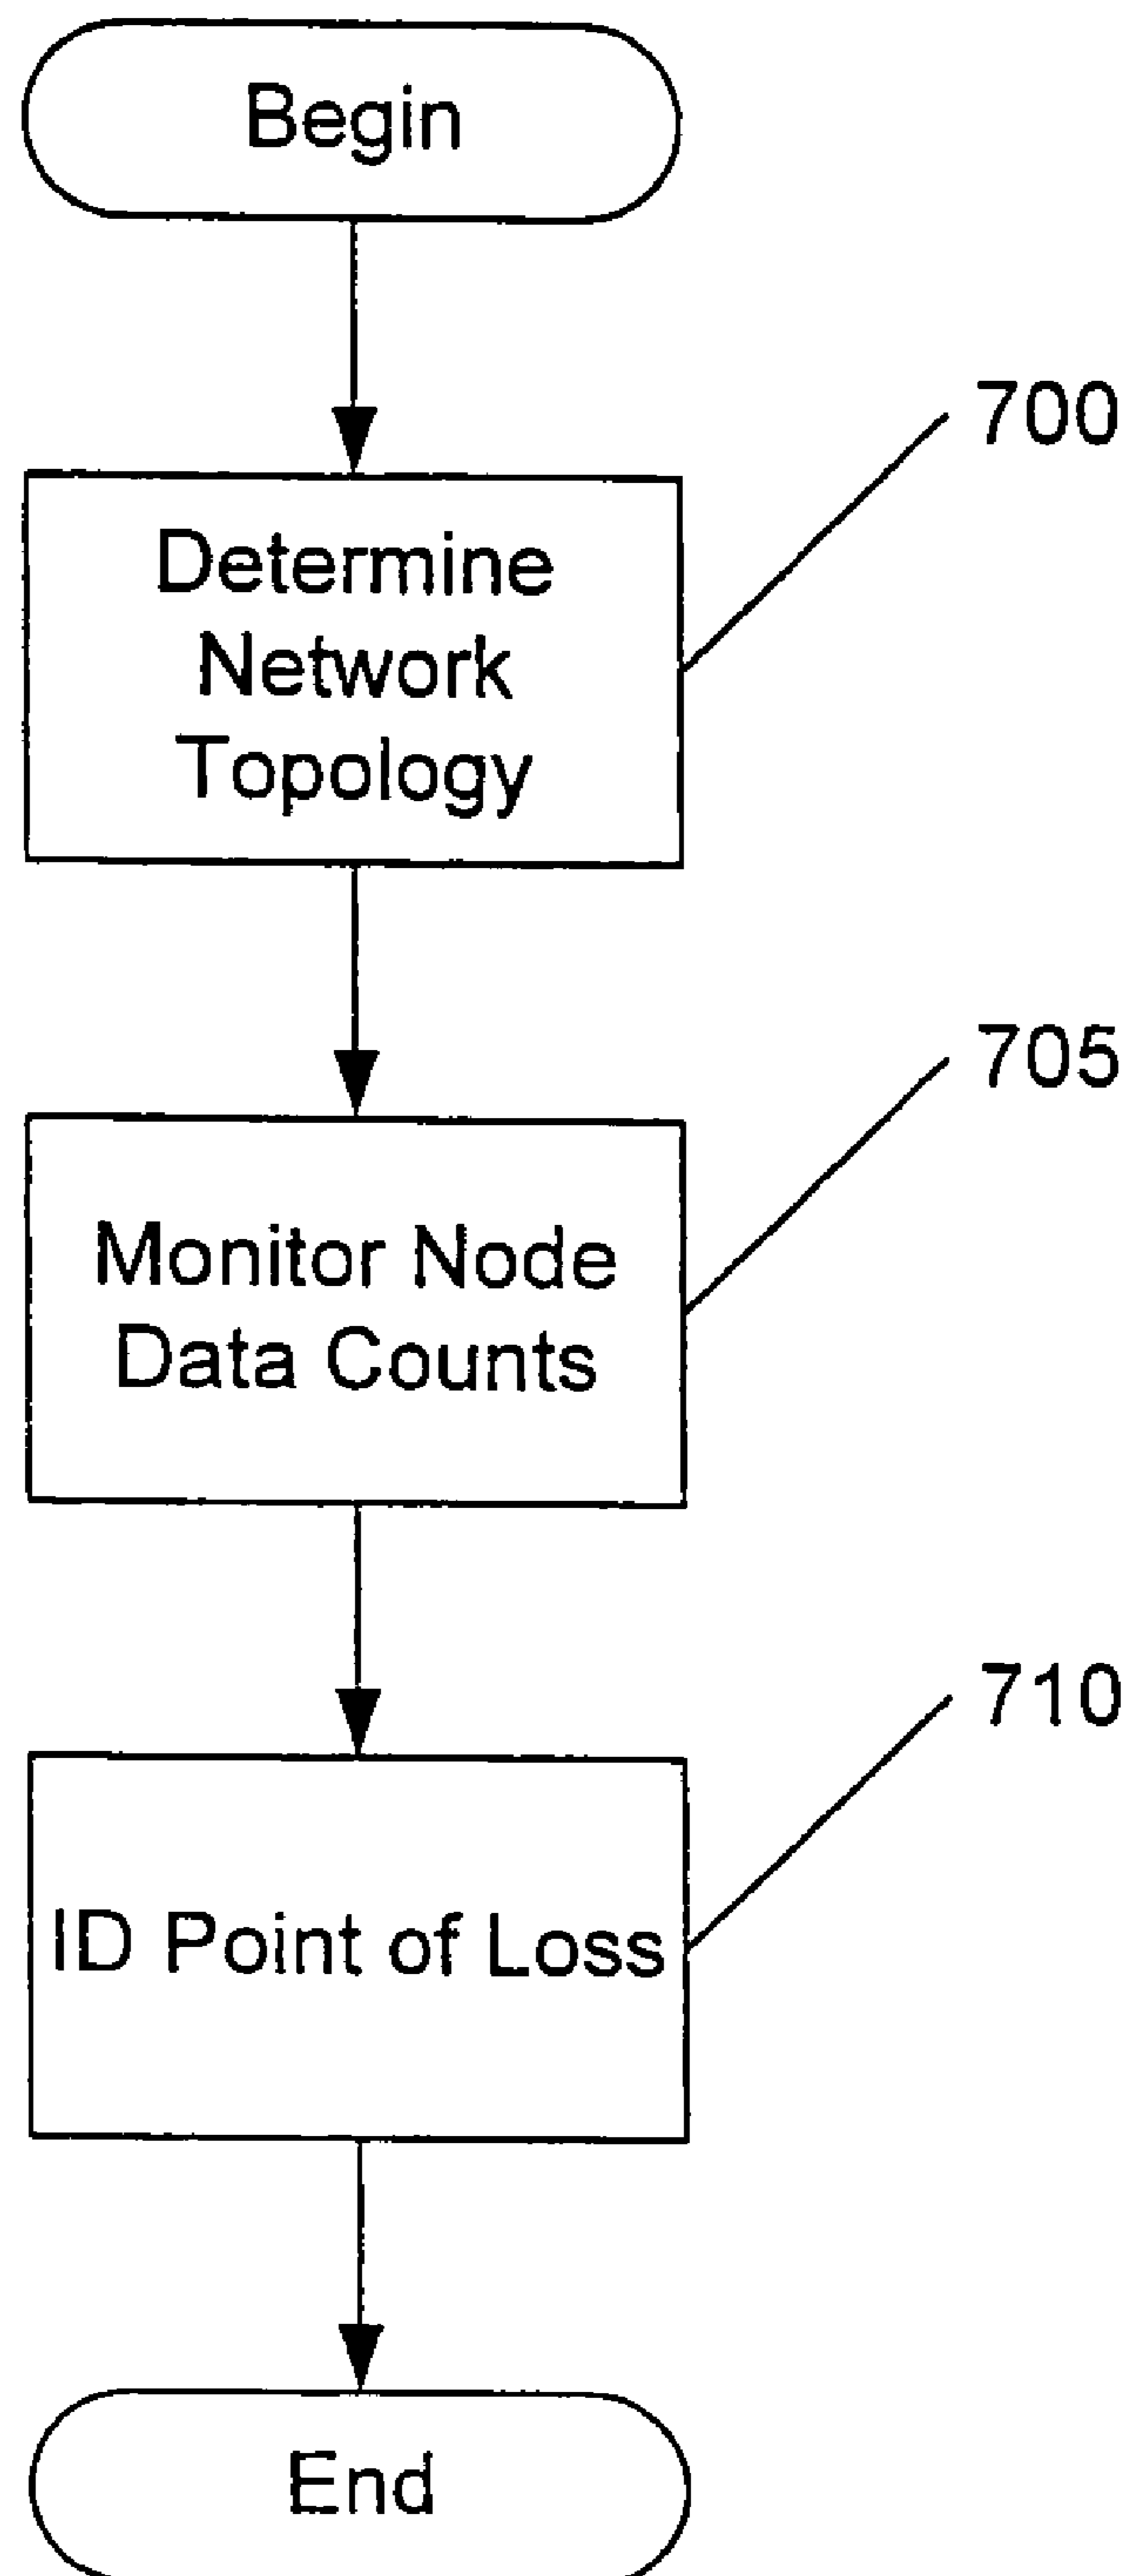 Begin
700
Determine
Network
Topology
705
Monitor Node
Data Counts
710
ID Point of Loss
End